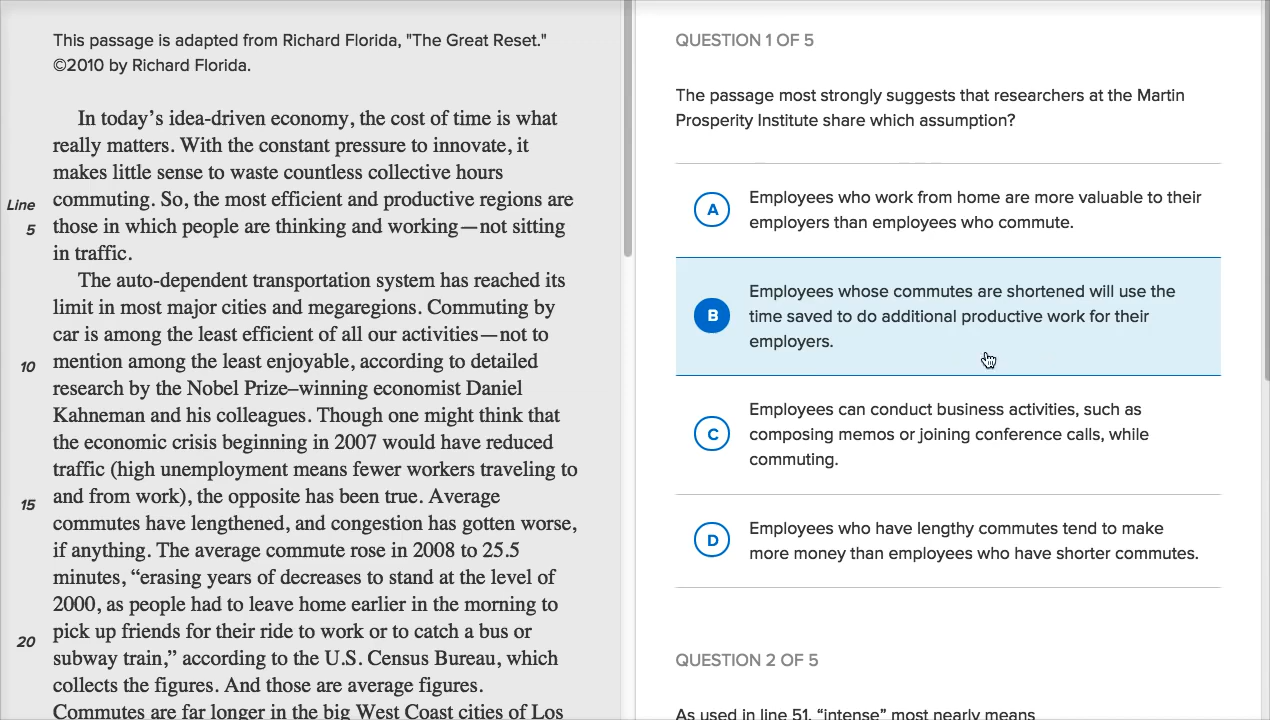 This passage is adapted from Richard Florida, "The Great Reset."
©2010 by Richard Florida.
In today’s idea-driven economy, the cost of time is what
really matters. With the constant pressure to innovate, it
makes little sense to waste countless collective hours
Line commuting. So, the most efficient and productive regions are
5 those in which people are thinking and working—not sitting
in traffic.
The auto-dependent transportation system has reached its
limit in most major cities and megaregions. Commuting by
car is among the least efficient of all our activities—not to
10 mention among the least enjoyable, according to detailed
research by the Nobel Prize–winning economist Daniel
Kahneman and his colleagues. Though one might think that
the economic crisis beginning in 2007 would have reduced
traffic (high unemployment means fewer workers traveling to
15 and from work), the opposite has been true. Average
commutes have lengthened, and congestion has gotten worse,
if anything. The average commute rose in 2008 to 25.5
minutes, “erasing years of decreases to stand at the level of
2000, as people had to leave home earlier in the morning to
20 pick up friends for their ride to work or to catch a bus or
subway train,” according to the U.S. Census Bureau, which
collects the figures. And those are average figures.
Commutes are far longer in the big West Coast cities of Los
QUESTION 1 OF 5
The passage most strongly suggests that researchers at the Martin
Prosperity Institute share which assumption?
A Employees who work from home are more valuable to their
employers than employees who commute.
B Employees whose commutes are shortened will use the
time saved to do additional productive work for their
employers.
C Employees can conduct business activities, such as
composing memos or joining conference calls, while
commuting.
D Employees who have lengthy commutes tend to make
more money than employees who have shorter commutes.
QUESTION 2 OF 5
As used in line 51, “intense” most nearly means